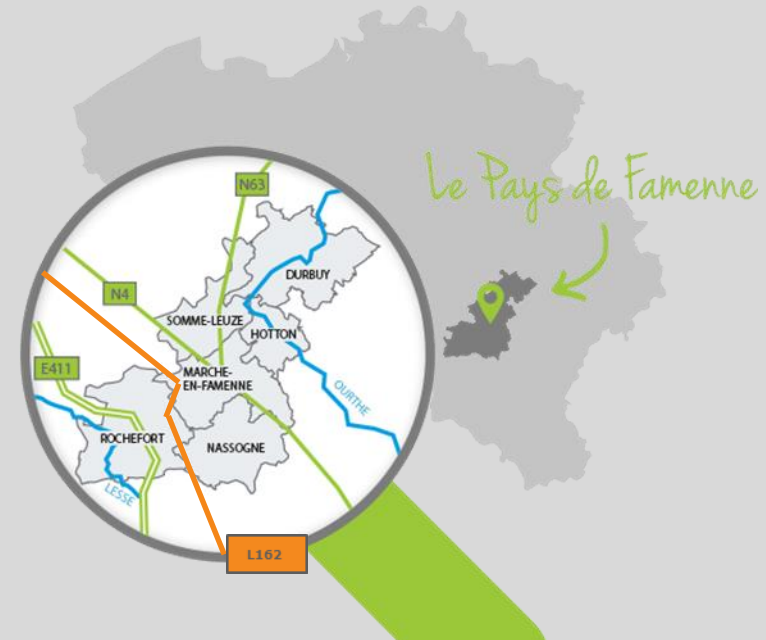 Le Pays de Famenne
N63
DURBUY
N4
SOMME-LEUZE
HOTTON
E411
MARCHE-
EN-FAMENNE
OURTHE
ROCHEFORT
NASSOGNE
LESSE
L162